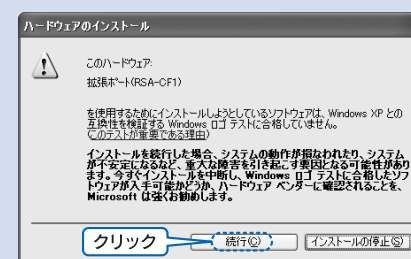 ハードウェアのインストール
このハードウェア:
拡張ポート(RSA-CF1)
を使用するためにインストールしようとしているソフトウェアは、Windows XP との
互換性を検証する Windows ロゴ テストに合格していません。
(このテストが重要である理由)
インストールを続行した場合、システムの動作が損なわれたり、システム
が不安定になるなど、重大な障害を引き起こす要因となる可能性があり
ます。今すぐインストールを中断し、Windows ロゴ テストに合格したソフ
トウェアが入手可能かどうか、ハードウェア ベンダーに確認されることを、
Microsoft は強くお勧めします。
クリック
続行(C)
インストールの停止(S)